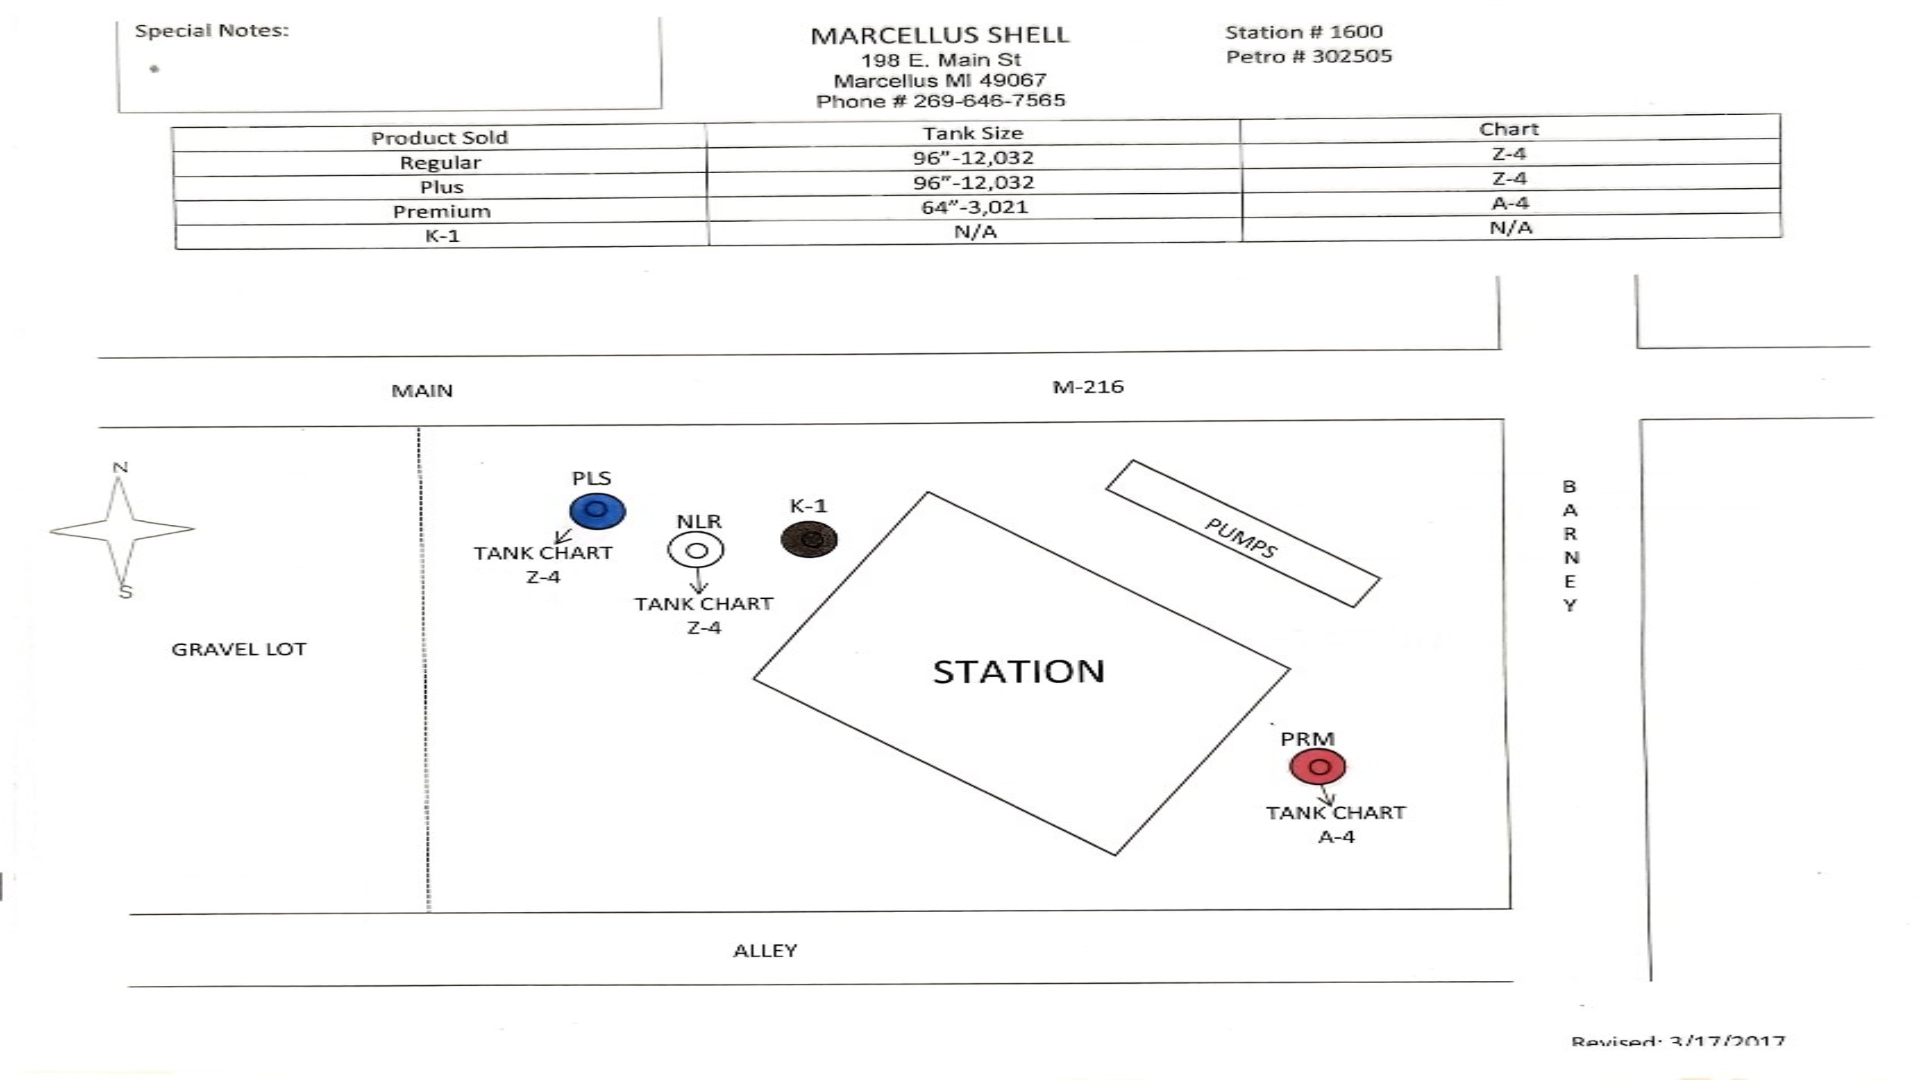 Special Notes:
MARCELLUS SHELL
198 E. Main St
Marcellus MI 49067
Phone # 269-646-7565
Station # 1600
Petro # 302505
Product Sold Tank Size Chart
Regular 96”-12,032 Z-4
Plus 96”-12,032 Z-4
Premium 64”-3,021 A-4
K-1 N/A N/A
MAIN M-216
N
S
GRAVEL LOT
PLS
TANK CHART
Z-4
NLR
TANK CHART
Z-4
K-1
PUMPS
STATION
PRM
TANK CHART
A-4
BARNEY
ALLEY
Revised: 3/17/2017